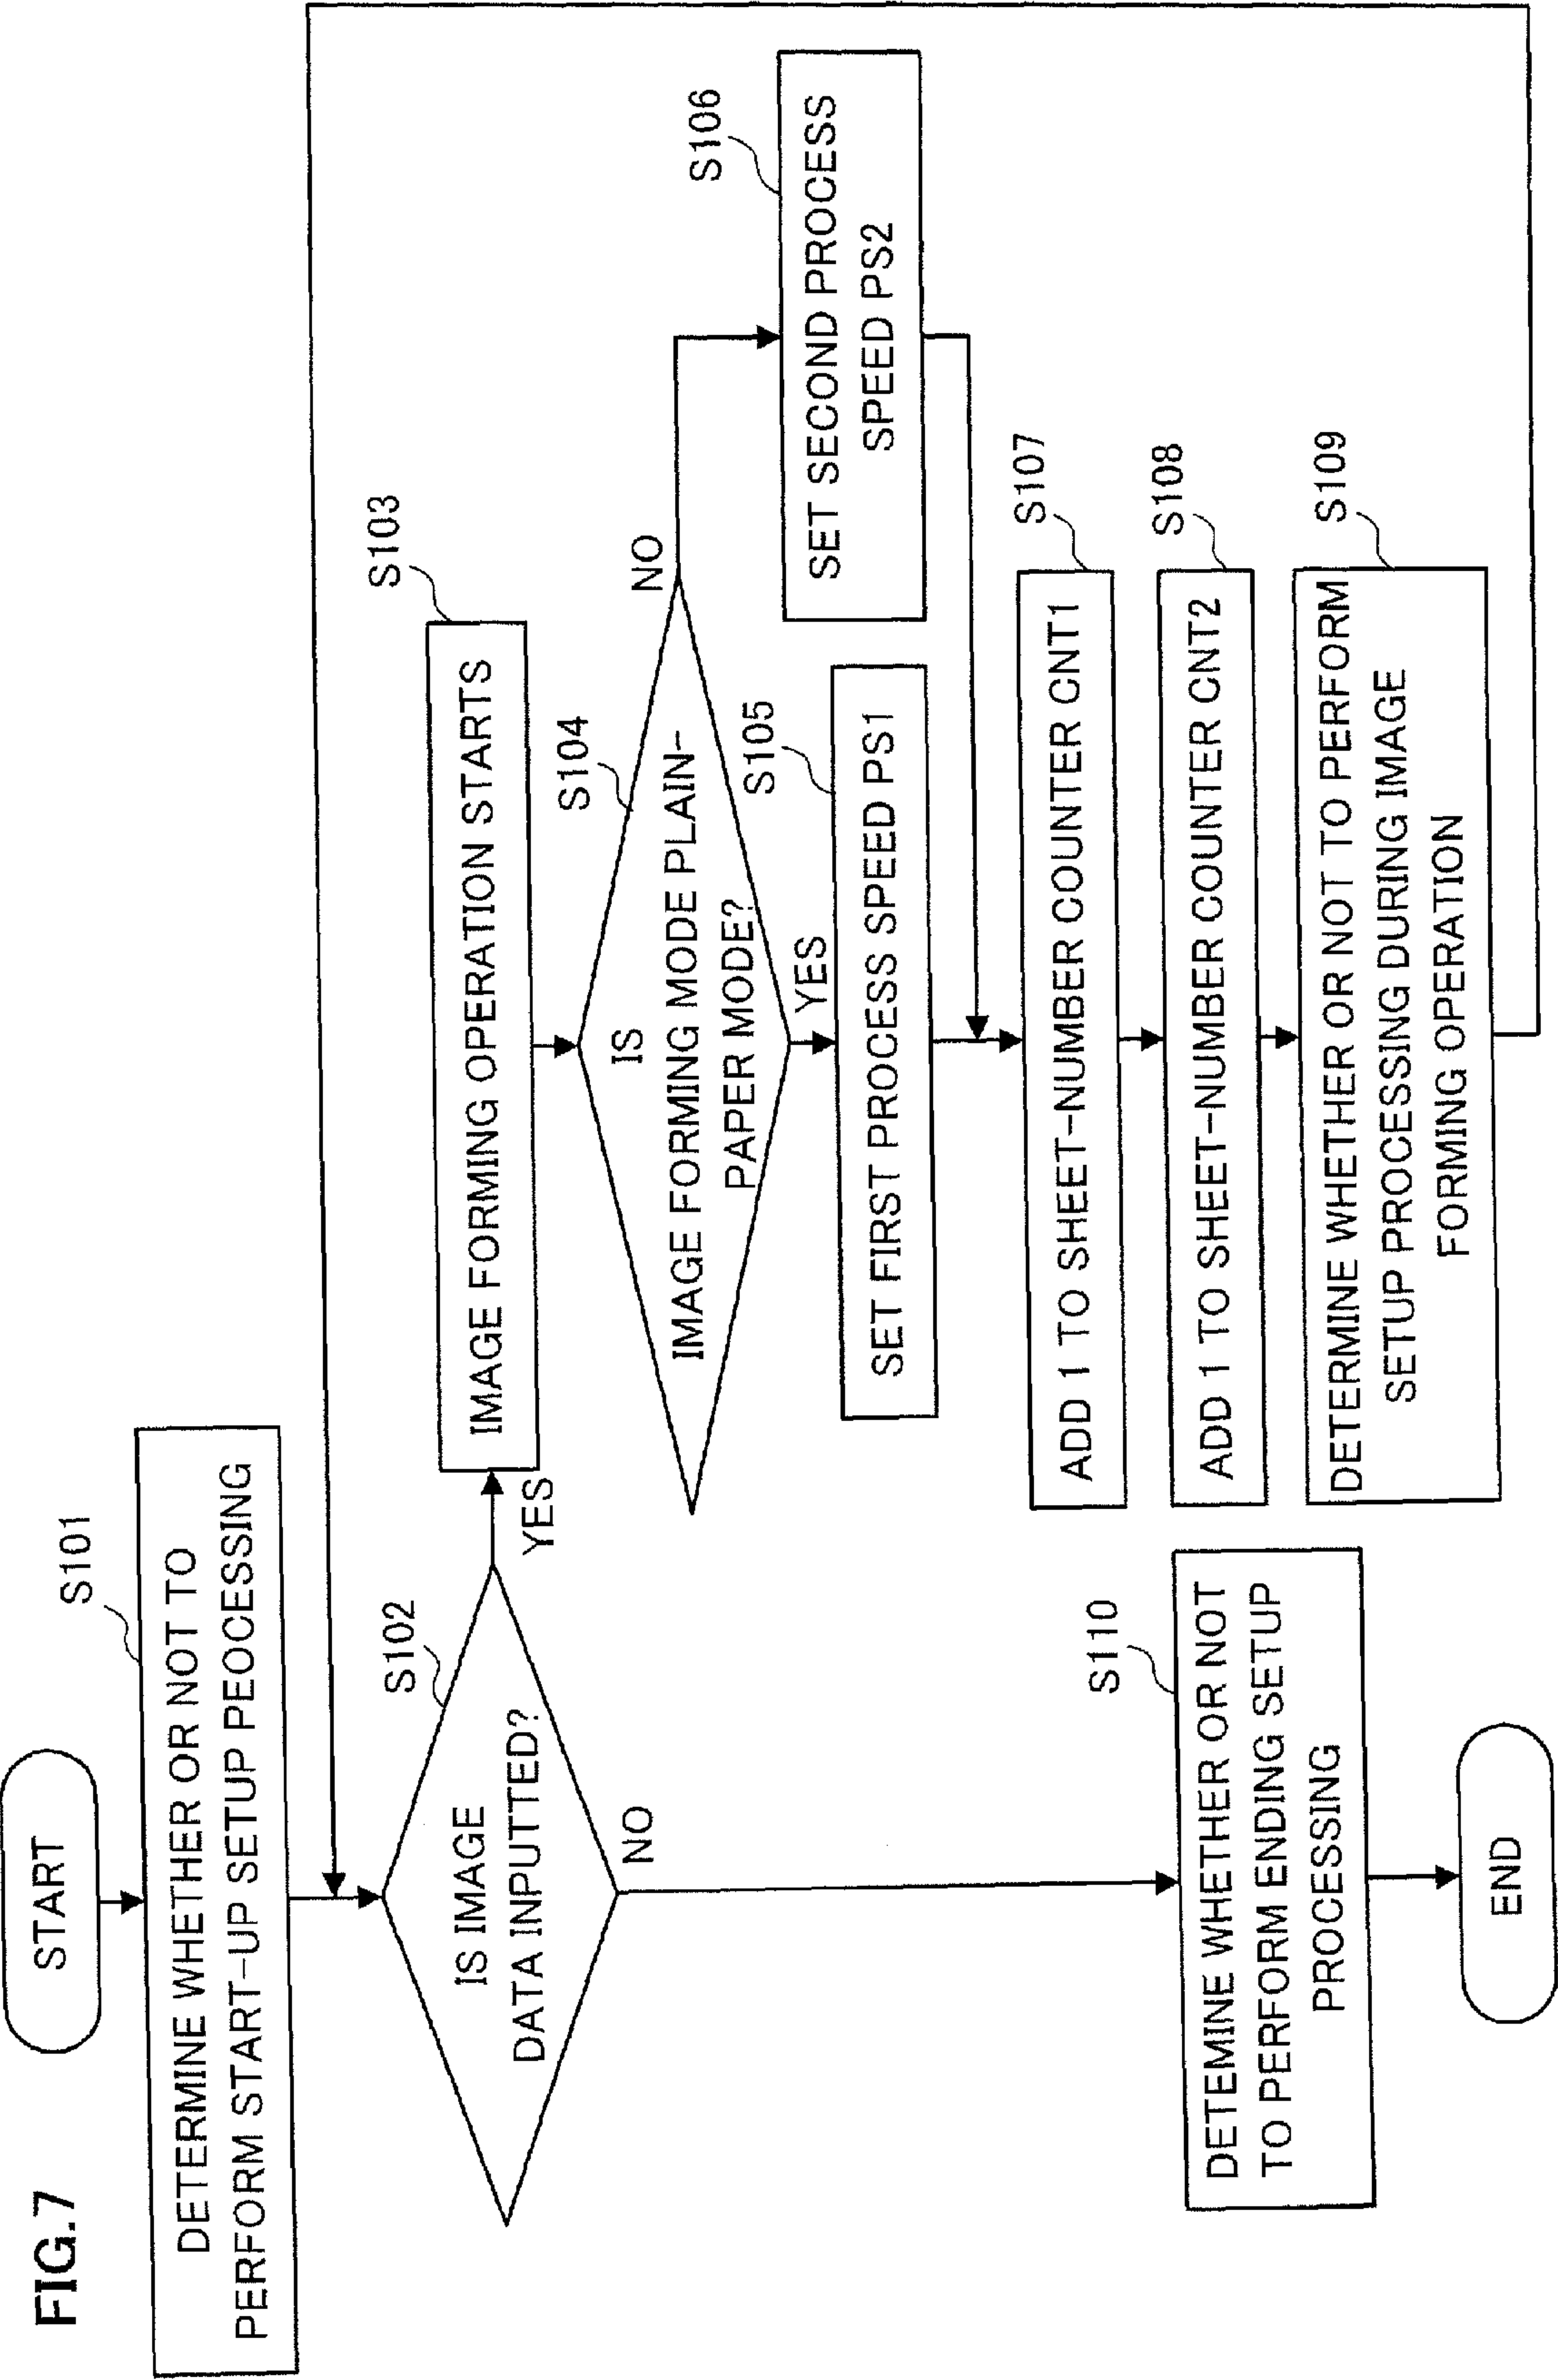 FIG.7
START
S101
DETERMINE WHETHER OR NOT TO
PERFORM START-UP SETUP PEOCESSING
S102
IS IMAGE
DATA INPUTTED?
YES
NO
S103
IMAGE FORMING OPERATION STARTS
S104
IS
IMAGE FORMING MODE PLAIN-
PAPER MODE?
NO
YES
S105
SET FIRST PROCESS SPEED PS1
S106
SET SECOND PROCESS
SPEED PS2
S107
ADD 1 TO SHEET-NUMBER COUNTER CNT1
S108
ADD 1 TO SHEET-NUMBER COUNTER CNT2
S109
DETERMINE WHETHER OR NOT TO PERFORM
SETUP PROCESSING DURING IMAGE
FORMING OPERATION
S110
DETEMINE WHETHER OR NOT
TO PERFORM ENDING SETUP
PROCESSING
END